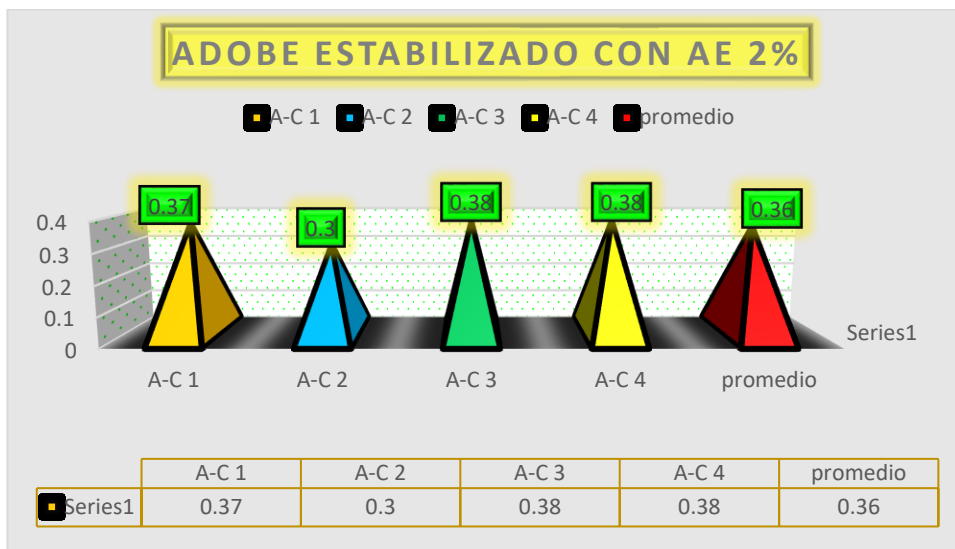 ADOBE ESTABILIZADO CON AE 2%
A-C 1 A-C 2 A-C 3 A-C 4 promedio
0.37 0.3 0.38 0.38 0.36
0.4
0.3
0.2
0.1
0
Series1
A-C 1 A-C 2 A-C 3 A-C 4 promedio
A-C 1 A-C 2 A-C 3 A-C 4 promedio
Series1 0.37 0.3 0.38 0.38 0.36